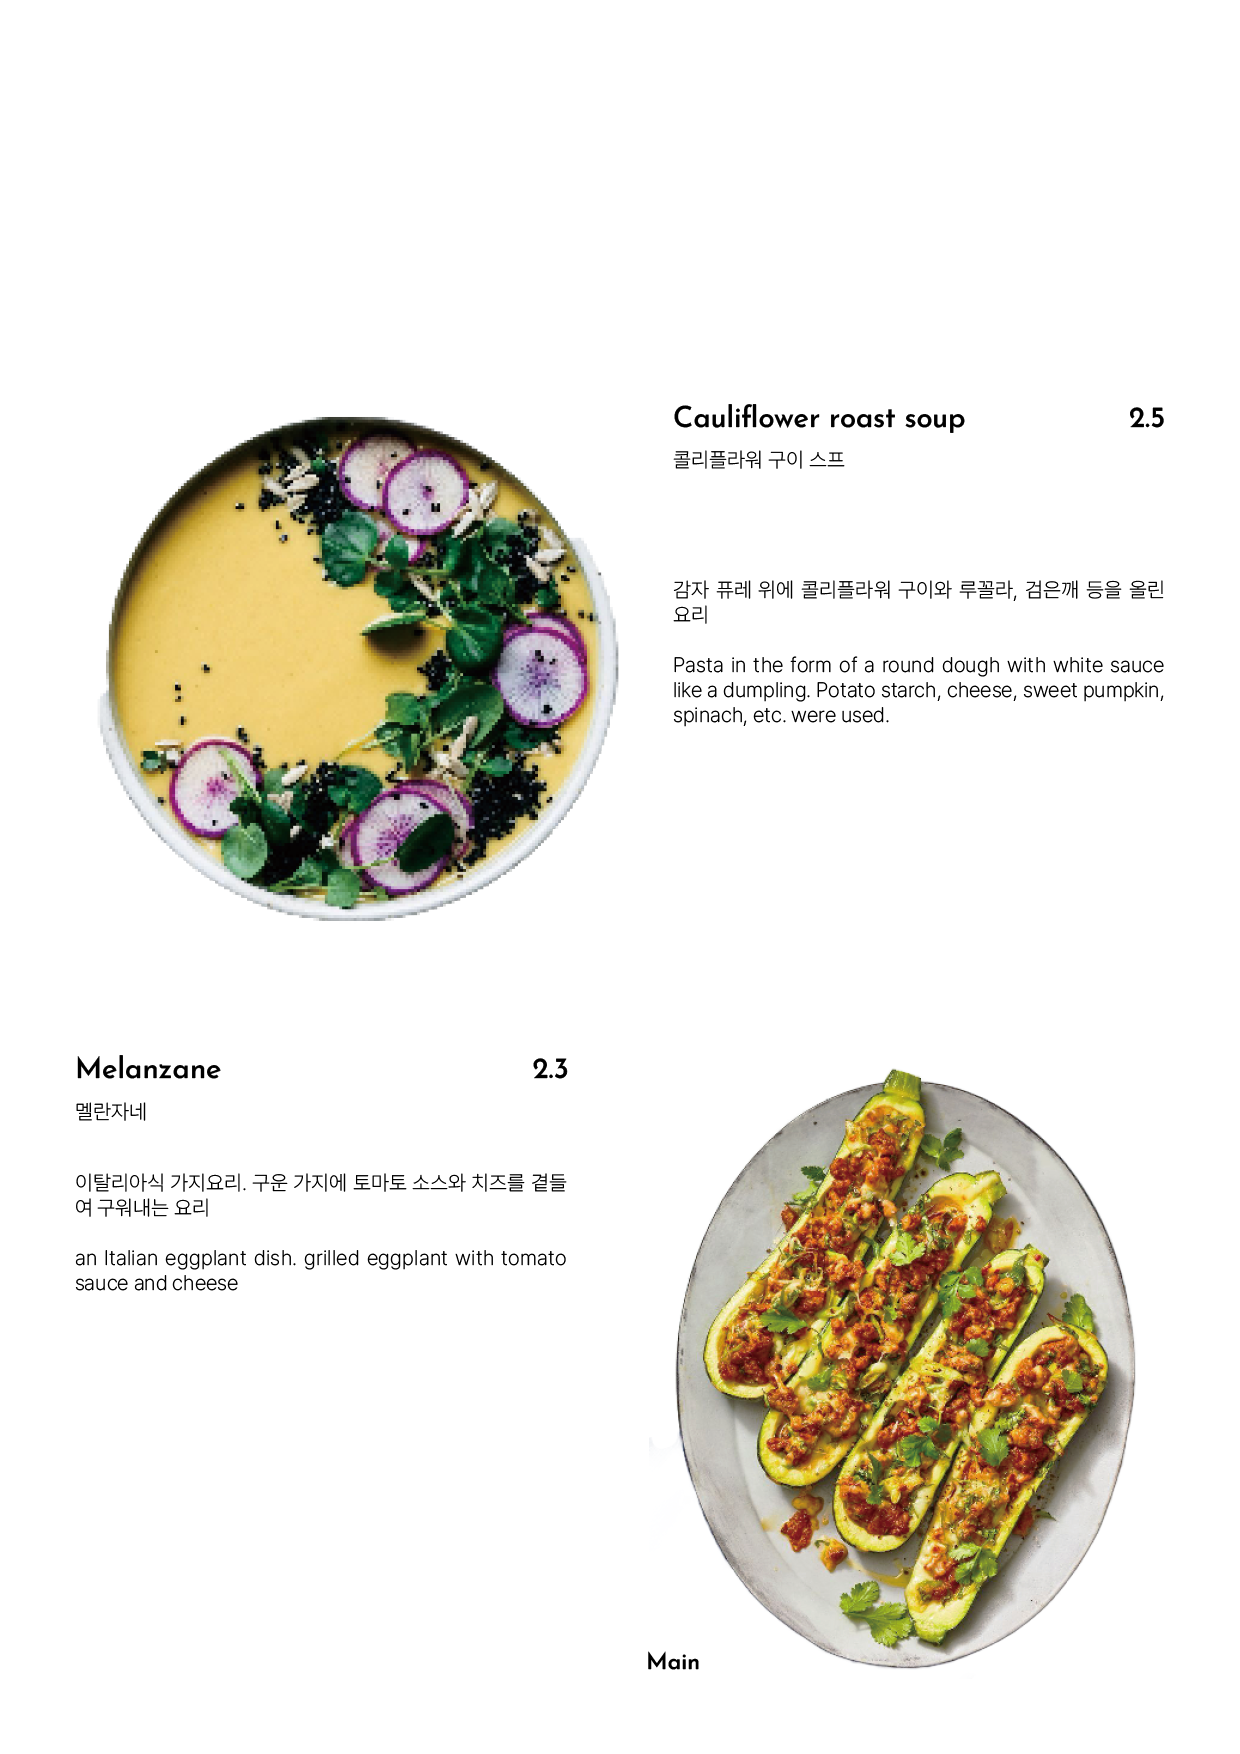 Cauliflower roast soup 2.5
콜리플라워 구이 스프
감자 퓨레 위에 콜리플라워 구이와 루꼴라, 검은깨 등을 올린
요리
Pasta in the form of a round dough with white sauce
like a dumpling. Potato starch, cheese, sweet pumpkin,
spinach, etc. were used.
Melanzane 2.3
멜란자네
이탈리아식 가지요리. 구운 가지에 토마토 소스와 치즈를 곁들
여 구워내는 요리
an Italian eggplant dish. grilled eggplant with tomato
sauce and cheese
Main